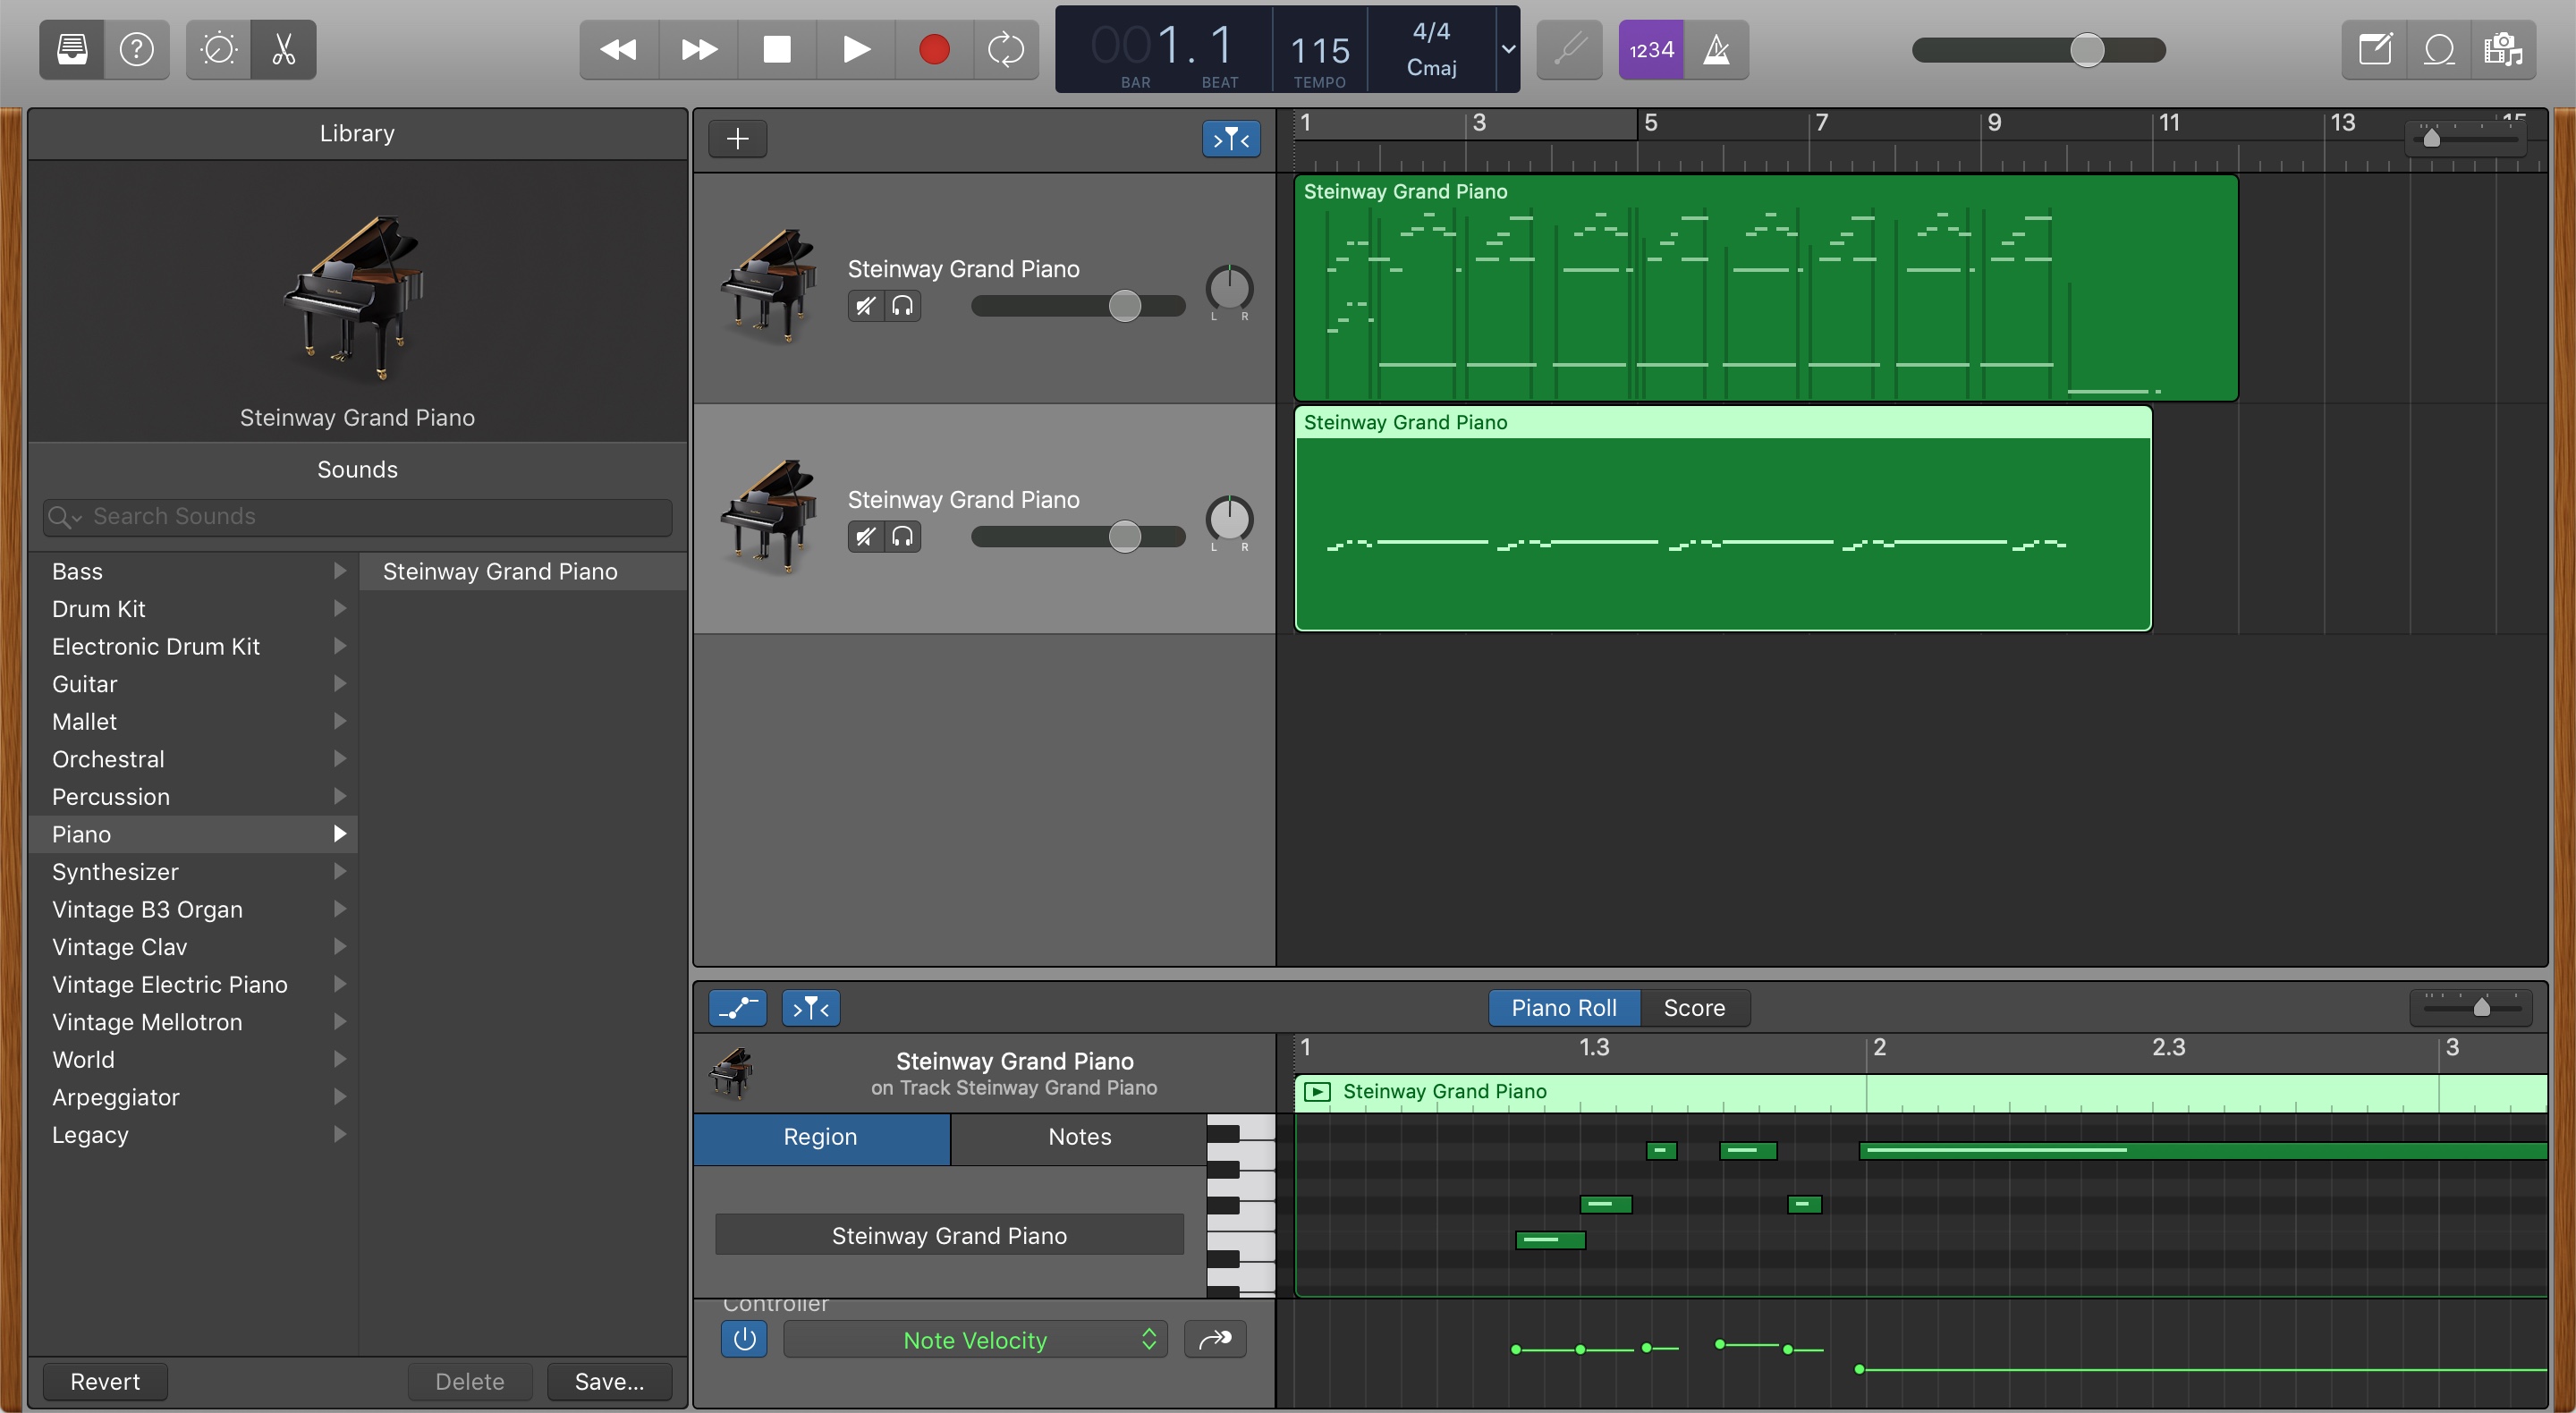 001. 1
BAR BEAT
115
TEMPO
4/4
Cmaj
1234
Library
Steinway Grand Piano
Sounds
Search Sounds
Bass
Drum Kit
Electronic Drum Kit
Guitar
Mallet
Orchestral
Percussion
Piano
Synthesizer
Vintage B3 Organ
Vintage Clav
Vintage Electric Piano
Vintage Mellotron
World
Arpeggiator
Legacy
Steinway Grand Piano
Revert Delete Save...
1 3 5 7 9 11 13 15
Steinway Grand Piano
L R
Steinway Grand Piano
Steinway Grand Piano
L R
Steinway Grand Piano
Piano Roll Score
Steinway Grand Piano
on Track Steinway Grand Piano
1 1.3 2 2.3 3
Steinway Grand Piano
Region Notes
Steinway Grand Piano
Controller
Note Velocity